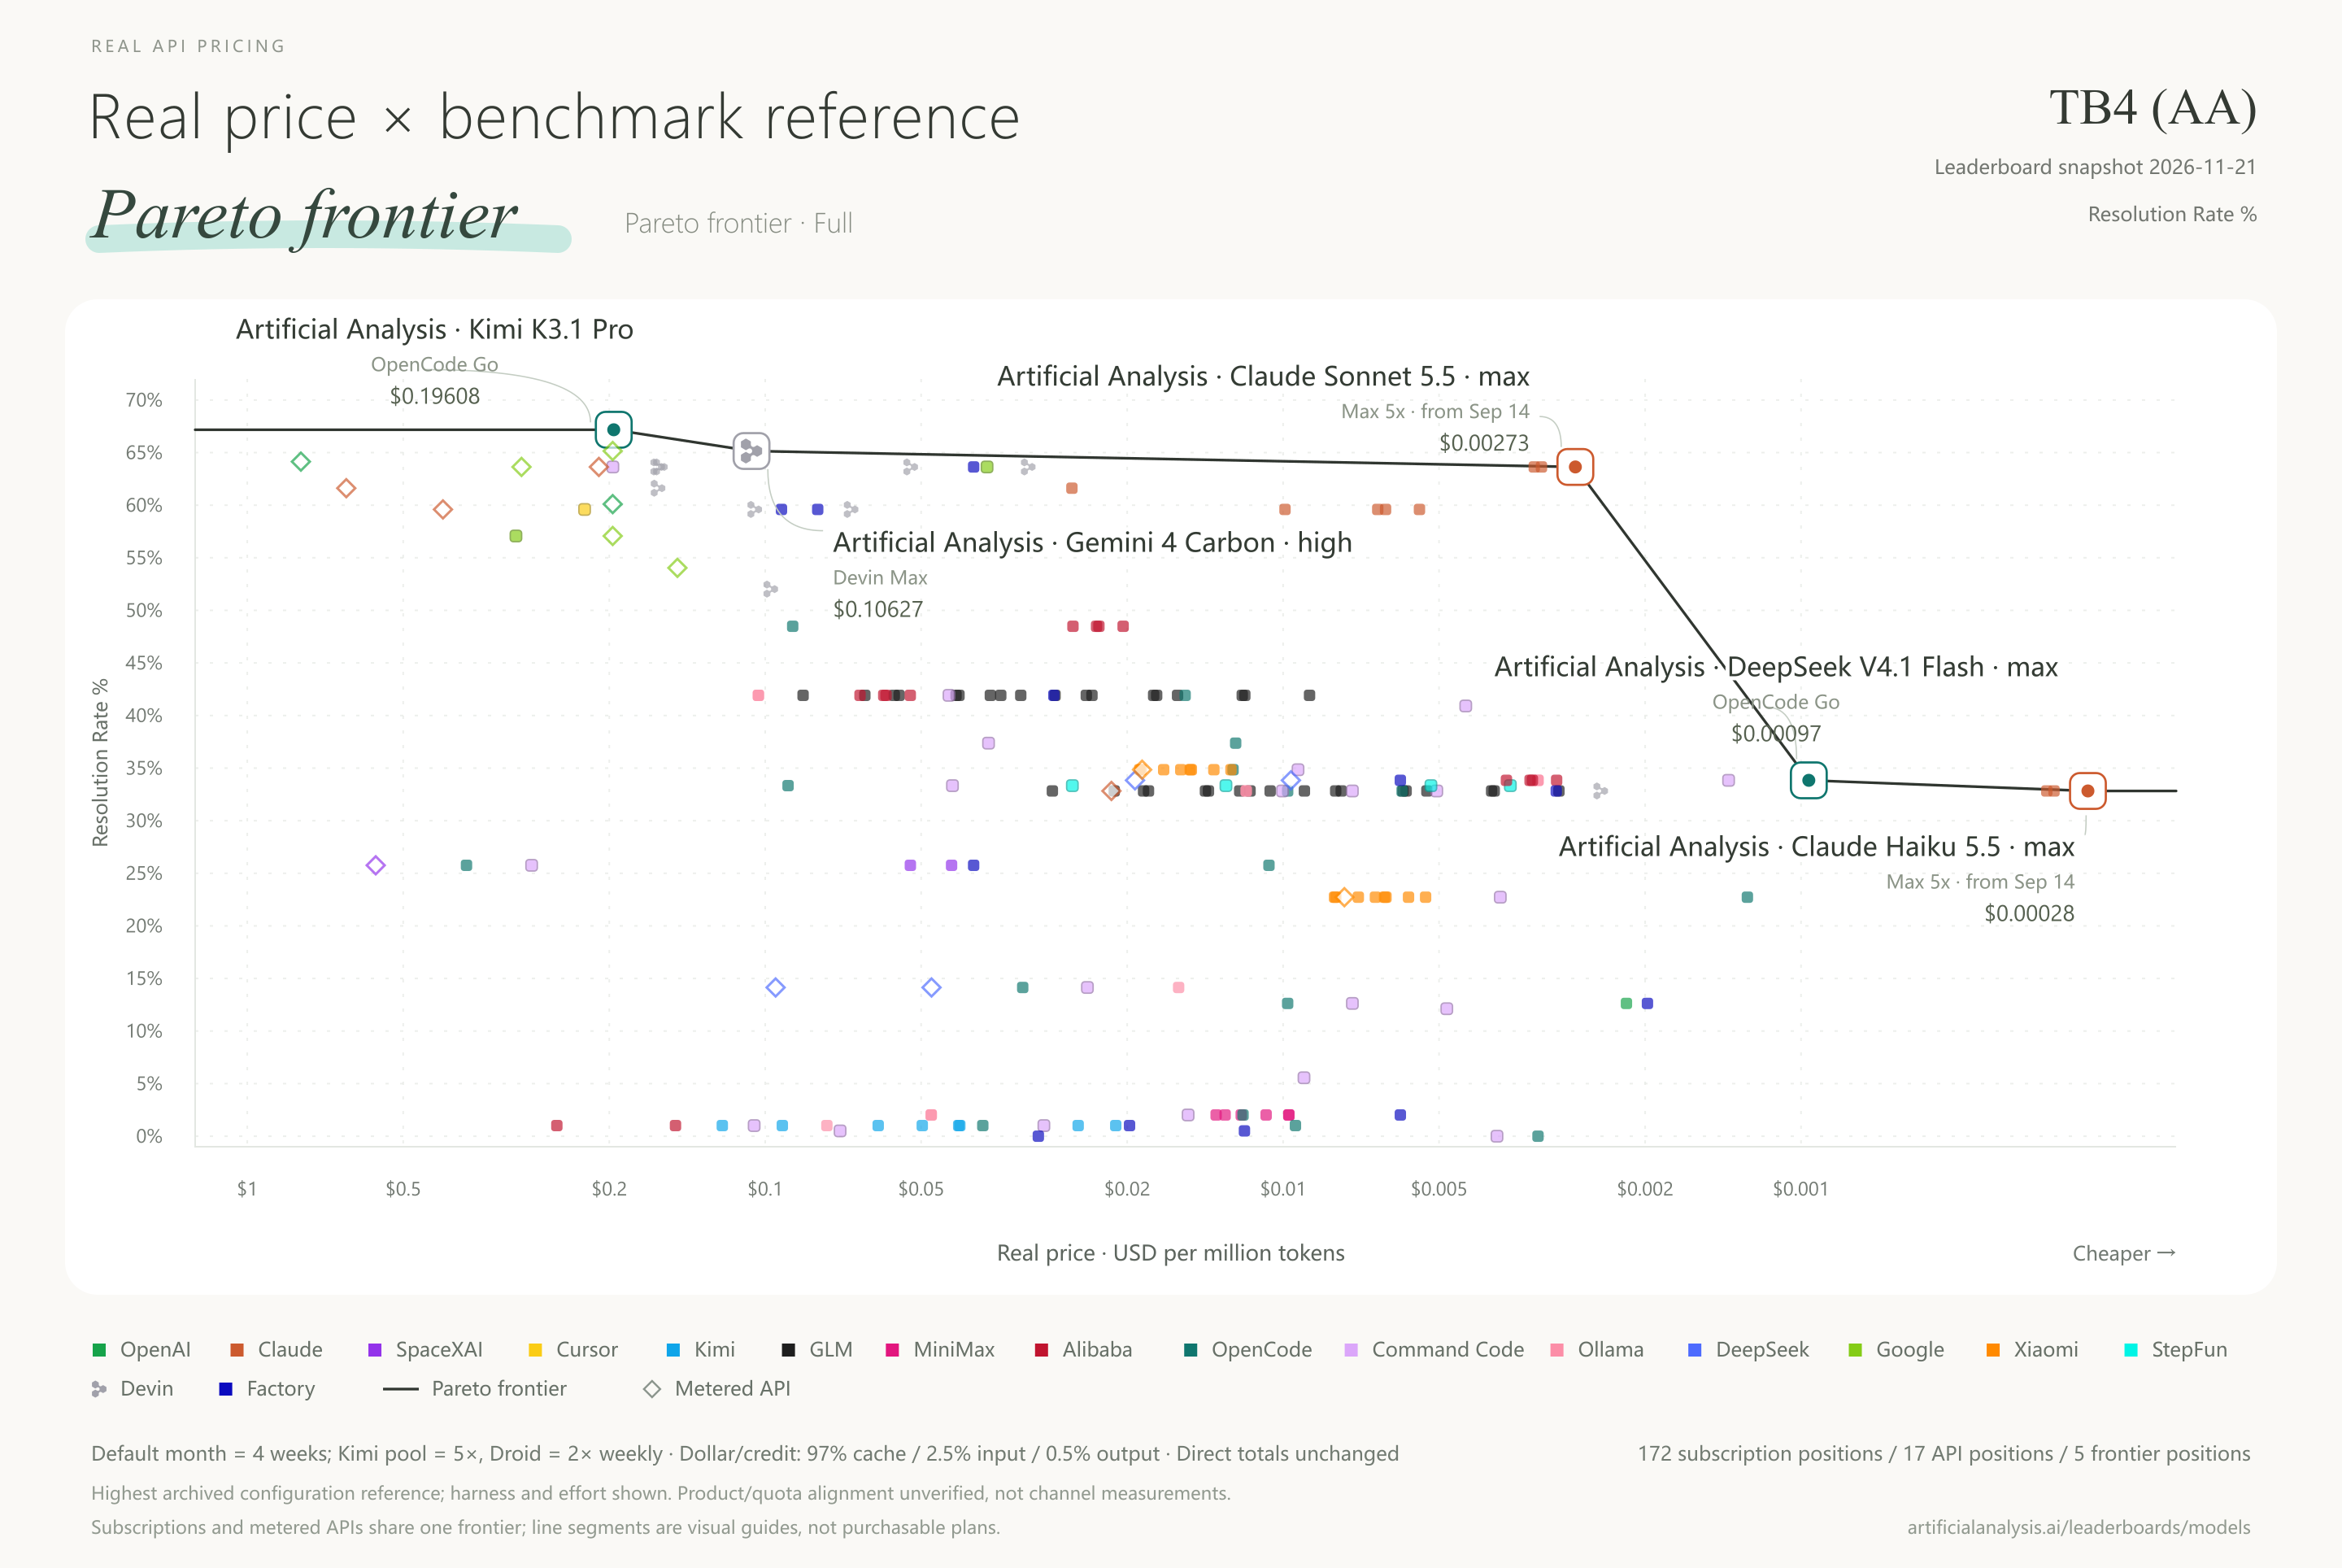 REAL API PRICING
Real price × benchmark reference
TB4 (AA)
Leaderboard snapshot 2026-11-21
Pareto frontier
Pareto frontier · Full
Resolution Rate %
Artificial Analysis · Kimi K3.1 Pro
OpenCode Go
$0.19608
Artificial Analysis · Claude Sonnet 5.5 · max
Max 5x · from Sep 14
$0.00273
Artificial Analysis · Gemini 4 Carbon · high
Devin Max
$0.10627
Artificial Analysis · DeepSeek V4.1 Flash · max
OpenCode Go
$0.00097
Artificial Analysis · Claude Haiku 5.5 · max
Max 5x · from Sep 14
$0.00028
Resolution Rate %
70%
65%
60%
55%
50%
45%
40%
35%
30%
25%
20%
15%
10%
5%
0%
$1 $0.5 $0.2 $0.1 $0.05 $0.02 $0.01 $0.005 $0.002 $0.001
Real price · USD per million tokens
Cheaper →
OpenAI Claude SpaceXAI Cursor Kimi GLM MiniMax Alibaba OpenCode Command Code Ollama DeepSeek Google Xiaomi StepFun
Devin Factory Pareto frontier Metered API
Default month = 4 weeks; Kimi pool = 5×, Droid = 2× weekly · Dollar/credit: 97% cache / 2.5% input / 0.5% output · Direct totals unchanged
172 subscription positions / 17 API positions / 5 frontier positions
Highest archived configuration reference; harness and effort shown. Product/quota alignment unverified, not channel measurements.
Subscriptions and metered APIs share one frontier; line segments are visual guides, not purchasable plans.
artificialanalysis.ai/leaderboards/models